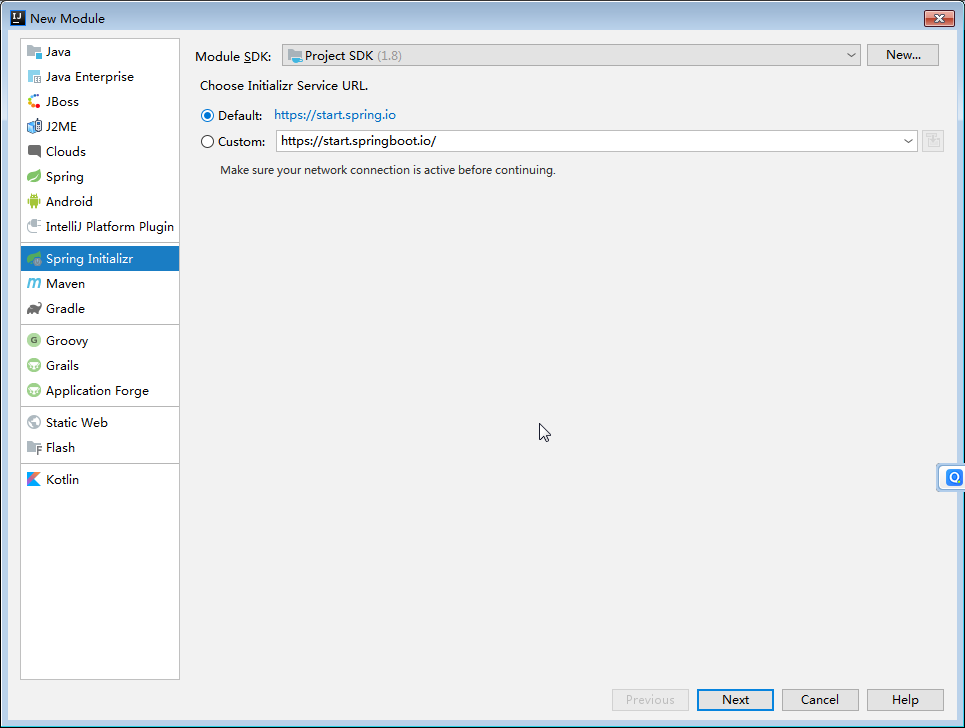 New Module
Java
Java Enterprise
JBoss
J2ME
Clouds
Spring
Android
IntelliJ Platform Plugin
Spring Initializr
Maven
Gradle
Groovy
Grails
Application Forge
Static Web
Flash
Kotlin
Module SDK: Project SDK (1.8) New...
Choose Initializr Service URL.
Default: https://start.spring.io
Custom: https://start.springboot.io/
Make sure your network connection is active before continuing.
Previous Next Cancel Help